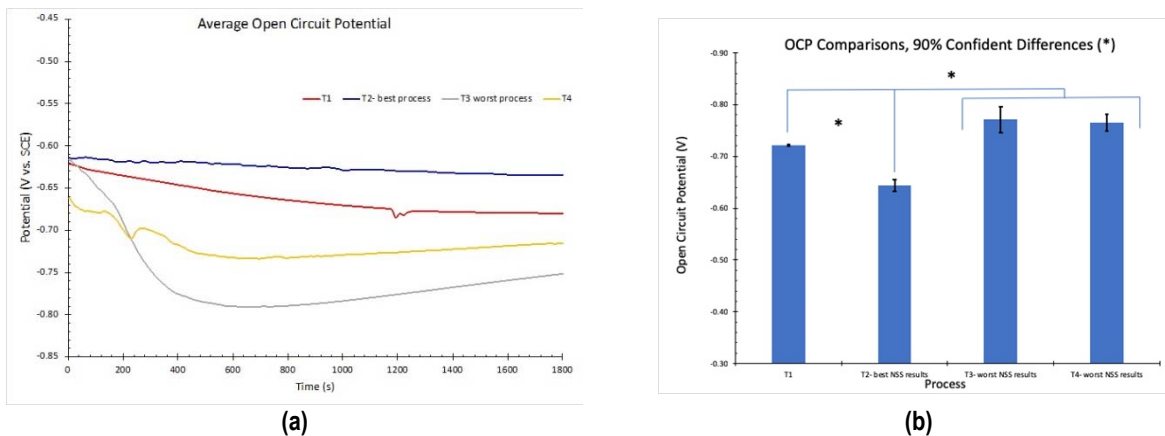 Average Open Circuit Potential
-0.45
-0.50
-0.55
-0.60
-0.65
-0.70
-0.75
-0.80
-0.85
Potential (V vs. SCE)
T1 T2- best process T3 worst process T4
0 200 400 600 800 1000 1200 1400 1600 1800
Time (s)
(a)
OCP Comparisons, 90% Confident Differences (*)
-0.90
-0.80
-0.70
-0.60
-0.50
-0.40
-0.30
Open Circuit Potential (V)
*
*
T1 T2- best NSS results T3- worst NSS results T4- worst NSS results
Process
(b)